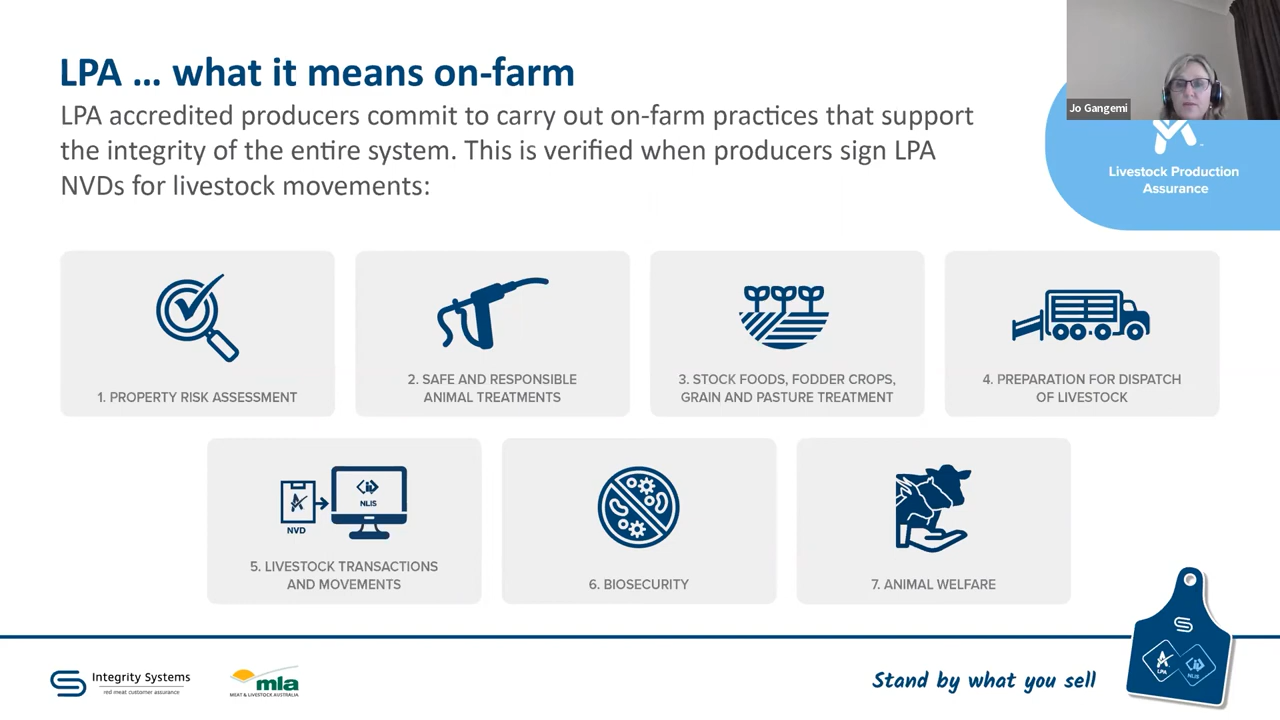 LPA ... what it means on-farm
LPA accredited producers commit to carry out on-farm practices that support
the integrity of the entire system. This is verified when producers sign LPA
NVDs for livestock movements:
Jo Gangemi
Livestock Production
Assurance
1. PROPERTY RISK ASSESSMENT
2. SAFE AND RESPONSIBLE
ANIMAL TREATMENTS
3. STOCK FOODS, FODDER CROPS,
GRAIN AND PASTURE TREATMENT
4. PREPARATION FOR DISPATCH
OF LIVESTOCK
NVD
NLIS
5. LIVESTOCK TRANSACTIONS
AND MOVEMENTS
6. BIOSECURITY
7. ANIMAL WELFARE
Integrity Systems
red meat customer assurance
mla
MEAT & LIVESTOCK AUSTRALIA
Stand by what you sell
LPA
NLIS